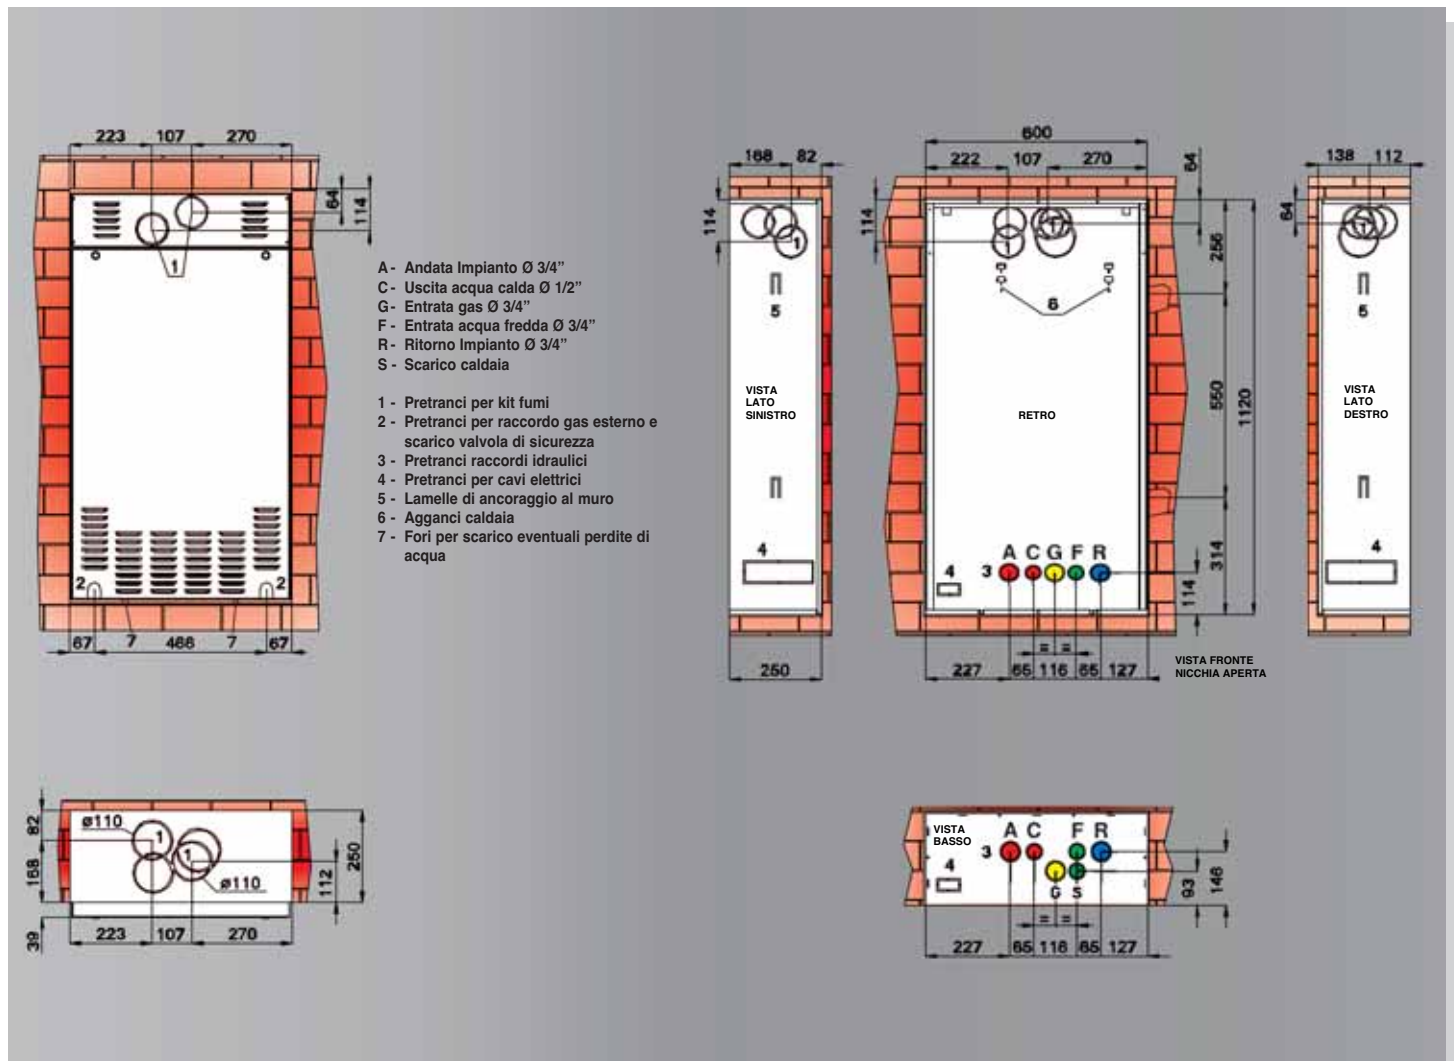 223 107 270
64
114
1
2 2
67 7 466 7 67
A - Andata Impianto Ø 3/4”
C - Uscita acqua calda Ø 1/2”
G - Entrata gas Ø 3/4”
F - Entrata acqua fredda Ø 3/4”
R - Ritorno Impianto Ø 3/4”
S - Scarico caldaia
1 - Pretranci per kit fumi
2 - Pretranci per raccordo gas esterno e
scarico valvola di sicurezza
3 - Pretranci raccordi idraulici
4 - Pretranci per cavi elettrici
5 - Lamelle di ancoraggio al muro
6 - Agganci caldaia
7 - Fori per scarico eventuali perdite di
acqua
168 82
114
1
5
VISTA
LATO
SINISTRO
4
250
600
222 107 270
64
114
1 1
6
256
550
1120
314
114
RETRO
A C G F R
4 3
= =
227 65 116 65 127
VISTA FRONTE
NICCHIA APERTA
138 112
64
1
5
VISTA
LATO
DESTRO
4
82
168
39
ø110
1
1
ø110
112
250
223 107 270
VISTA
BASSO
A C F R
3
4
G S
= =
93
146
227 65 116 65 127